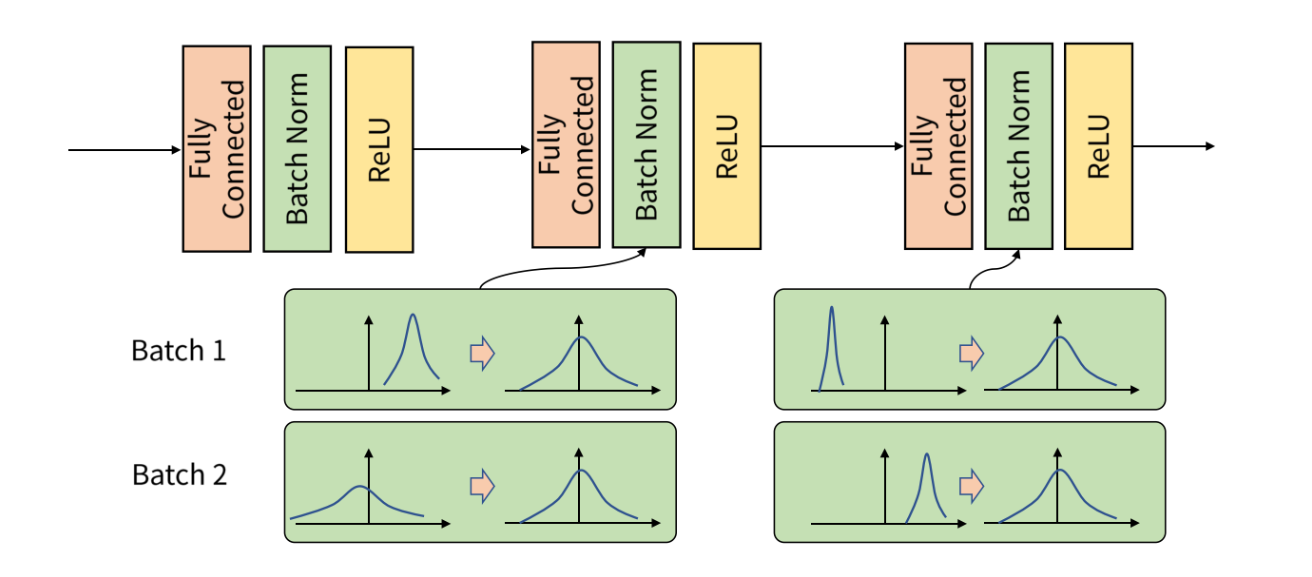 Fully
Connected
Batch Norm
ReLU
Fully
Connected
Batch Norm
ReLU
Fully
Connected
Batch Norm
ReLU
Batch 1
Batch 2